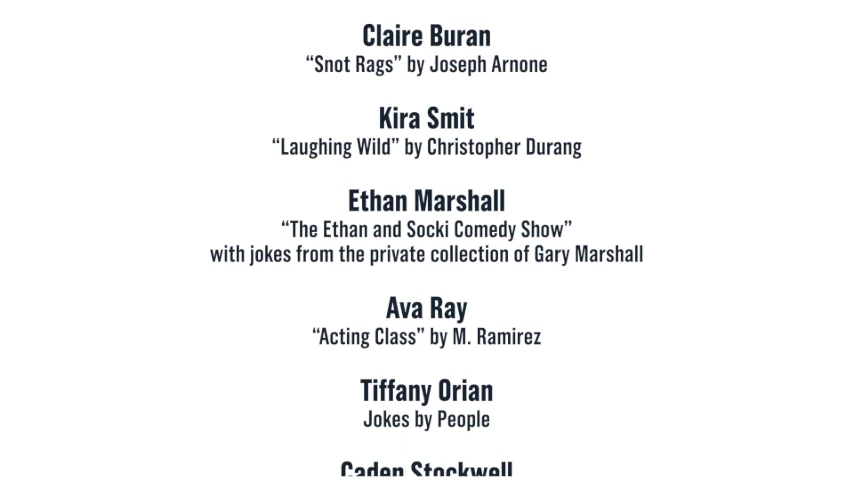 Claire Buran
“Snot Rags” by Joseph Arnone
Kira Smit
“Laughing Wild” by Christopher Durang
Ethan Marshall
“The Ethan and Socki Comedy Show”
with jokes from the private collection of Gary Marshall
Ava Ray
“Acting Class” by M. Ramirez
Tiffany Orian
Jokes by People
Caden Stockwell